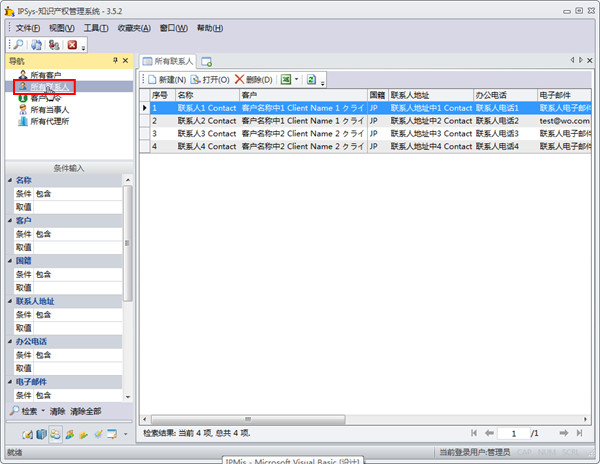 IPSys-知识产权管理系统 - 3.5.2
文件(F) 视图(V) 工具(T) 收藏夹(A) 窗口(W) 帮助(H)
导航
所有客户
所有联系人
所有当事人
所有代理所
条件输入
名称
条件 包含
取值
客户
条件 包含
取值
国籍
条件 包含
取值
联系人地址
条件 包含
取值
办公电话
条件 包含
取值
电子邮件
条件 包含
检索 清除 清除全部
所有联系人
新建(N) 打开(O) 删除(D)
序号 名称 客户 国籍 联系人地址 办公电话 电子邮件
1 联系人1 Contact 客户名称中1 Client Name 1 クライ JP 联系人地址中1 Contact 联系人电话1 联系人电子邮件
2 联系人2 Contact 客户名称中1 Client Name 1 クライ JP 联系人地址中2 Contact 联系人电话2 test@wo.com
3 联系人3 Contact 客户名称中2 Client Name 2 クライ JP 联系人地址中3 Contact 联系人电话3 联系人电子邮件
4 联系人4 Contact 客户名称中2 Client Name 2 クライ JP 联系人地址中4 Contact 联系人电话4 联系人电子邮件
检索结果: 当前 4 项, 总共 4 项.
1 /1
就绪
当前登录用户:管理员
CAP NUM SCRL
IPMis - Microsoft Visual Basic [设计]